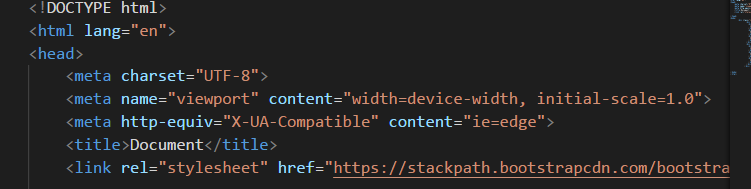 <!DOCTYPE html>
<html lang="en">
<head>
<meta charset="UTF-8">
<meta name="viewport" content="width=device-width, initial-scale=1.0">
<meta http-equiv="X-UA-Compatible" content="ie=edge">
<title>Document</title>
<link rel="stylesheet" href="https://stackpath.bootstrapcdn.com/bootstra